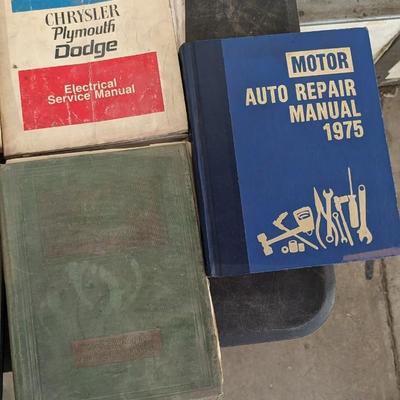 CHRYSLER
Plymouth
Dodge
Electrical
Service Manual
MOTOR
AUTO REPAIR
MANUAL
1975